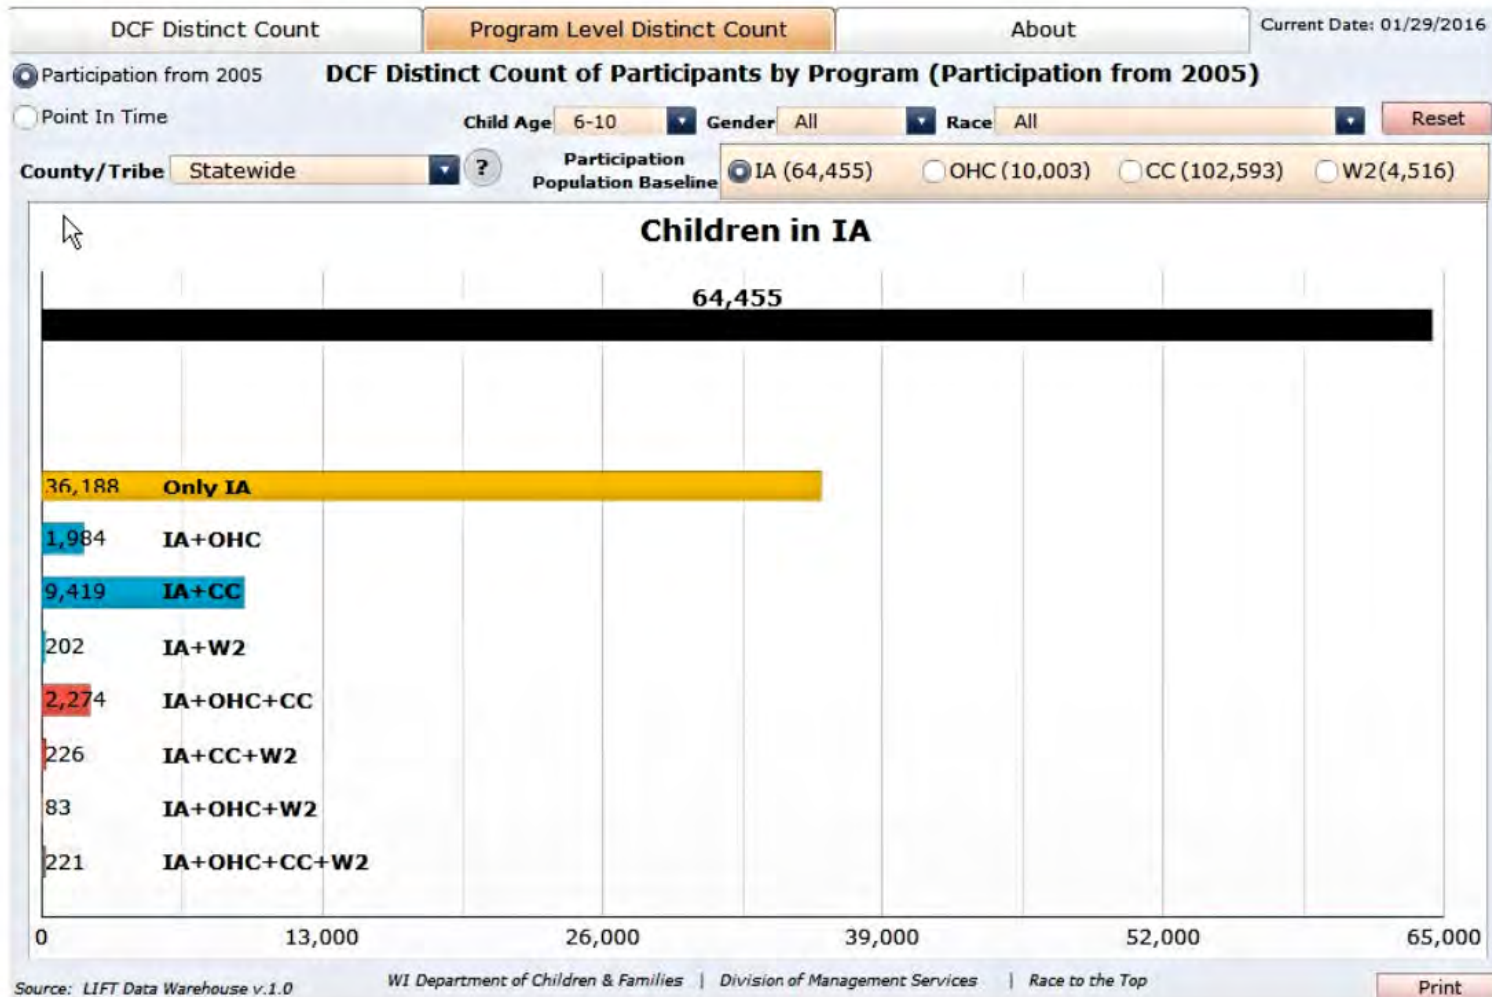 DCF Distinct Count
Program Level Distinct Count
About
Current Date: 01/29/2016
Participation from 2005
DCF Distinct Count of Participants by Program (Participation from 2005)
Point In Time
Child Age 6-10
Gender All
Race All
Reset
County/Tribe Statewide
?
Participation
Population Baseline
IA (64,455)
OHC (10,003)
CC (102,593)
W2(4,516)
Children in IA
64,455
36,188 Only IA
1,984 IA+OHC
9,419 IA+CC
202 IA+W2
2,274 IA+OHC+CC
226 IA+CC+W2
83 IA+OHC+W2
221 IA+OHC+CC+W2
0 13,000 26,000 39,000 52,000 65,000
Source: LIFT Data Warehouse v.1.0
WI Department of Children & Families | Division of Management Services | Race to the Top
Print